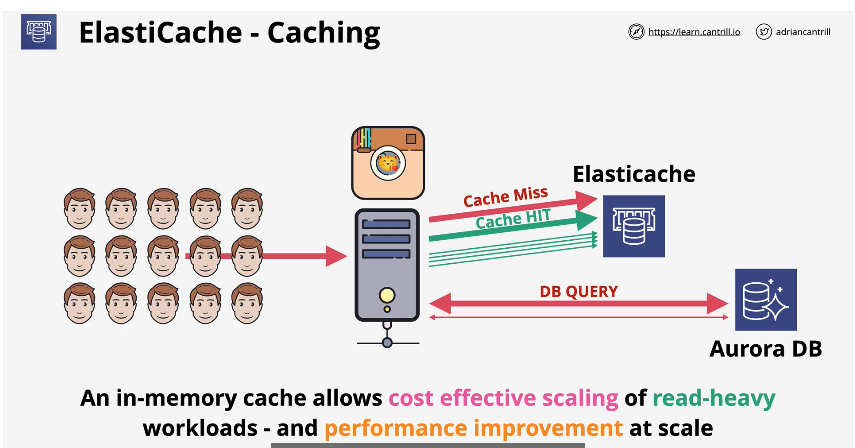 ElastiCache - Caching
https://learn.cantrill.io
adriancantrill
Elasticache
Cache Miss
Cache HIT
DB QUERY
Aurora DB
An in-memory cache allows cost effective scaling of read-heavy
workloads - and performance improvement at scale